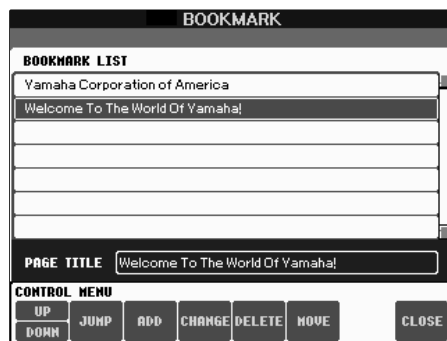 BOOKMARK
BOOKMARK LIST
Yamaha Corporation of America
Welcome To The World Of Yamaha!
PAGE TITLE Welcome To The World Of Yamaha!
CONTROL MENU
UP
DOWN
JUMP ADD CHANGE DELETE MOVE CLOSE